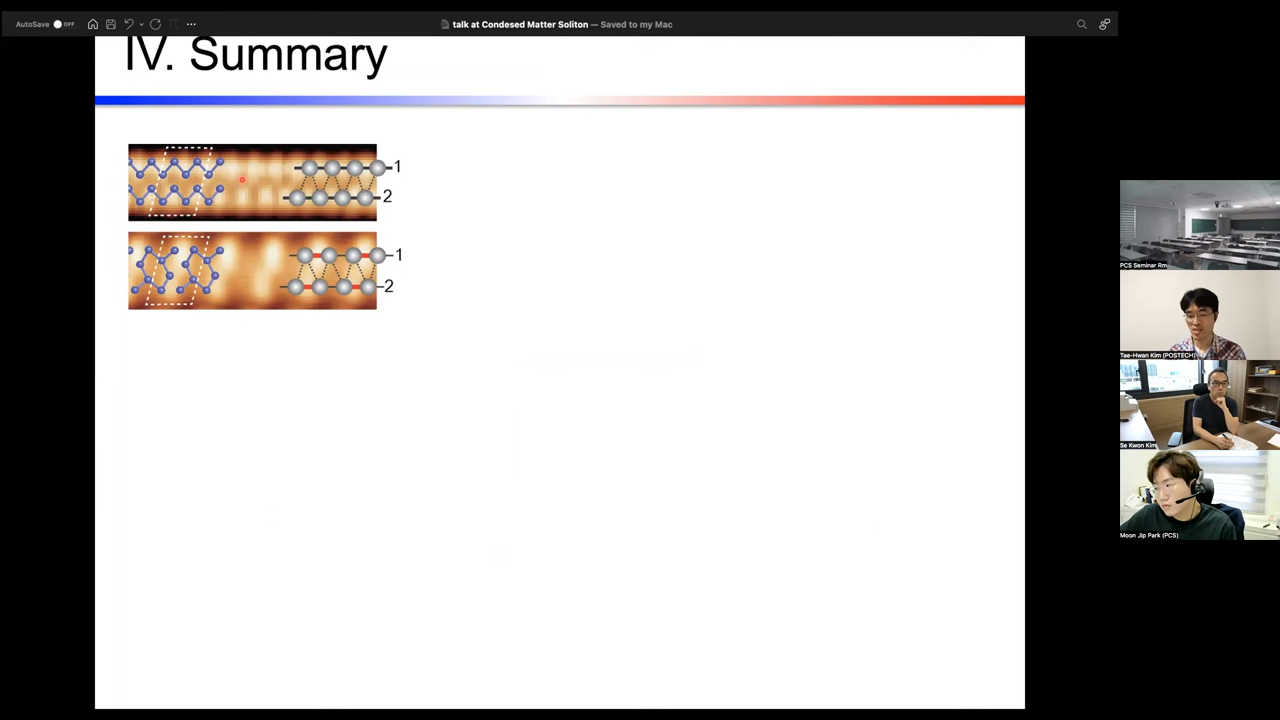 AutoSave OFF
talk at Condesed Matter Soliton — Saved to my Mac
IV. Summary
1
2
1
2
PCS Seminar Rm
Tae-Hwan Kim (POSTECH)
Se Kwon Kim
Moon Jip Park (PCS)